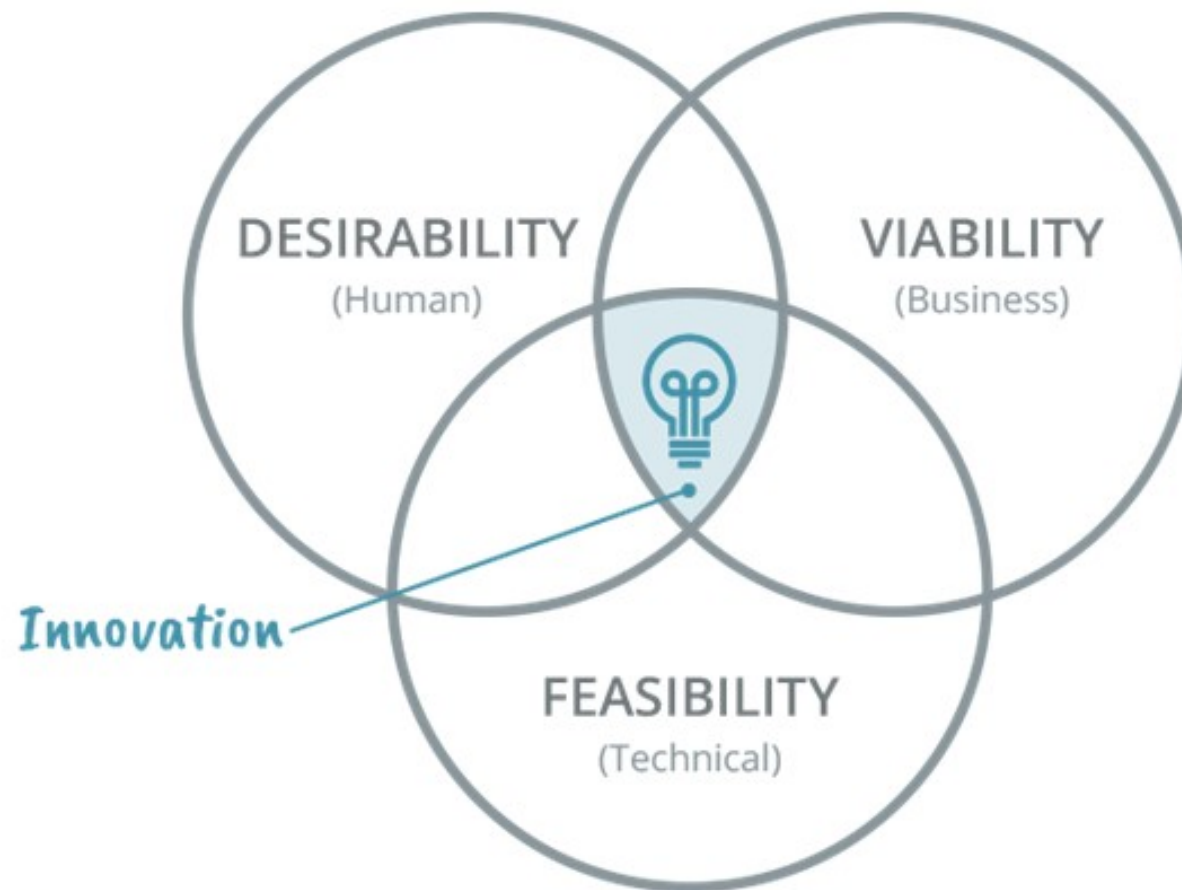 DESIRABILITY
(Human)
VIABILITY
(Business)
Innovation
FEASIBILITY
(Technical)